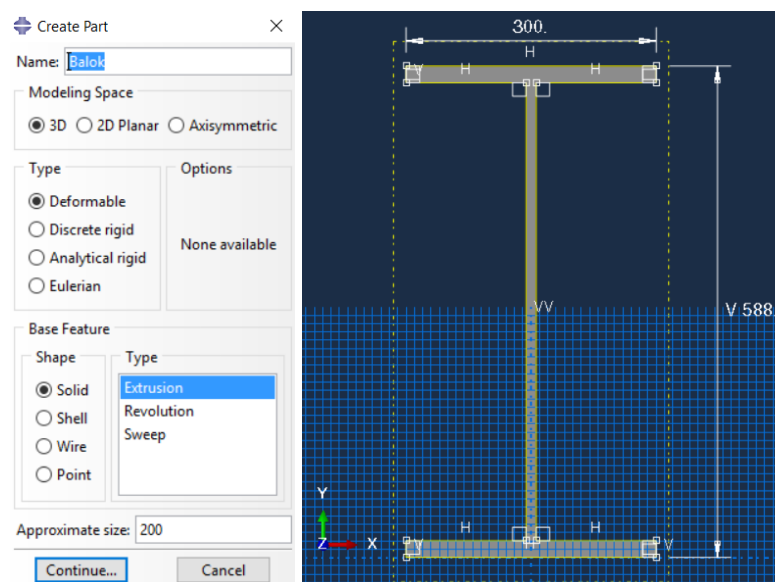 Create Part
Name: Balok
Modeling Space
3D 2D Planar Axisymmetric
Type
Deformable
Discrete rigid
Analytical rigid
Eulerian
Options
None available
Base Feature
Shape
Solid
Shell
Wire
Point
Type
Extrusion
Revolution
Sweep
Approximate size: 200
Continue...
Cancel
300.
H
V H H
VV
V 588.
H H
V H V
Y
Z X